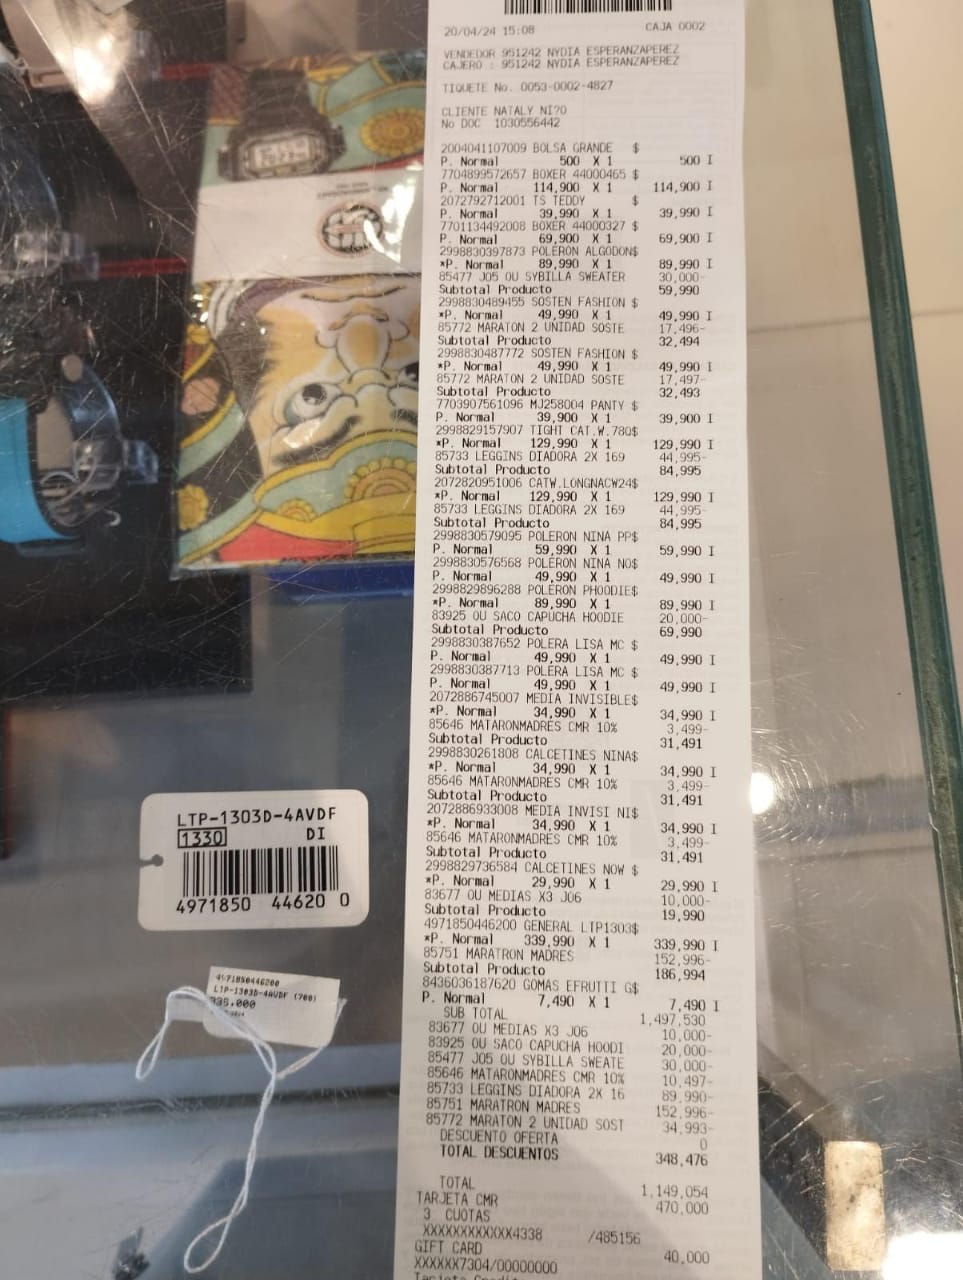 20/04/24 15:08 CAJA 0002
VENDEDOR 951242 NYDIA ESPERANZAPEREZ
CAJERO : 951242 NYDIA ESPERANZAPEREZ
TIQUETE No. 0053-0002-4827
CLIENTE NATALY NI?O
No DOC 1030556442
2004041107009 BOLSA GRANDE $
P. Normal 500 X 1 500 I
7704899572657 BOXER 44000465 $
P. Normal 114,900 X 1 114,900 I
2072792712001 TS TEDDY $
P. Normal 39,990 X 1 39,990 I
7701134492008 BOXER 44000327 $
P. Normal 69,900 X 1 69,900 I
2998830397873 POLERON ALGODON$
*P. Normal 89,990 X 1 89,990 I
85477 J05 OU SYBILLA SWEATER 30,000-
Subtotal Producto 59,990
2998830489455 SOSTEN FASHION $
*P. Normal 49,990 X 1 49,990 I
85772 MARATON 2 UNIDAD SOSTE 17,496-
Subtotal Producto 32,494
2998830487772 SOSTEN FASHION $
*P. Normal 49,990 X 1 49,990 I
85772 MARATON 2 UNIDAD SOSTE 17,497-
Subtotal Producto 32,493
7703907561096 MJ258004 PANTY $
P. Normal 39,900 X 1 39,900 I
2998829157907 TIGHT CAT.W.780$
*P. Normal 129,990 X 1 129,990 I
85733 LEGGINS DIADORA 2X 169 44,995-
Subtotal Producto 84,995
2072820951006 CATW.LONGNACW24$
*P. Normal 129,990 X 1 129,990 I
85733 LEGGINS DIADORA 2X 169 44,995-
Subtotal Producto 84,995
2998830579095 POLERON NINA PP$
P. Normal 59,990 X 1 59,990 I
2998830576568 POLERON NINA NO$
P. Normal 49,990 X 1 49,990 I
2998829896288 POLERON PHOODIE$
*P. Normal 89,990 X 1 89,990 I
83925 OU SACO CAPUCHA HOODIE 20,000-
Subtotal Producto 69,990
2998830387652 POLERA LISA MC $
P. Normal 49,990 X 1 49,990 I
2998830387713 POLERA LISA MC $
P. Normal 49,990 X 1 49,990 I
2072886745007 MEDIA INVISIBLE$
*P. Normal 34,990 X 1 34,990 I
85646 MATARONMADRES CMR 10% 3,499-
Subtotal Producto 31,491
2998830261808 CALCETINES NINA$
*P. Normal 34,990 X 1 34,990 I
85646 MATARONMADRES CMR 10% 3,499-
Subtotal Producto 31,491
2072886933008 MEDIA INVISI NI$
*P. Normal 34,990 X 1 34,990 I
85646 MATARONMADRES CMR 10% 3,499-
Subtotal Producto 31,491
2998829736584 CALCETINES NOW $
*P. Normal 29,990 X 1 29,990 I
83677 OU MEDIAS X3 J06 10,000-
Subtotal Producto 19,990
4971850446200 GENERAL LTP1303$
*P. Normal 339,990 X 1 339,990 I
85751 MARATRON MADRES 152,996-
Subtotal Producto 186,994
8436036187620 GOMAS EFRUTTI G$
P. Normal 7,490 X 1 7,490 I
SUB TOTAL 1,497,530
83677 OU MEDIAS X3 J06 10,000-
83925 OU SACO CAPUCHA HOODI 20,000-
85477 J05 OU SYBILLA SWEATE 30,000-
85646 MATARONMADRES CMR 10% 10,497-
85733 LEGGINS DIADORA 2X 16 89,990-
85751 MARATRON MADRES 152,996-
85772 MARATON 2 UNIDAD SOST 34,993-
DESCUENTO OFERTA 0
TOTAL DESCUENTOS 348,476
TOTAL 1,149,054
TARJETA CMR 470,000
3 CUOTAS
XXXXXXXXXXXX4338 /485156
GIFT CARD 40,000
XXXXXX7304/00000000
LTP-1303D-4AVDF
1330 DI
4971850 44620 0
4971850446200
LTP-1303D-4AVDF (700)